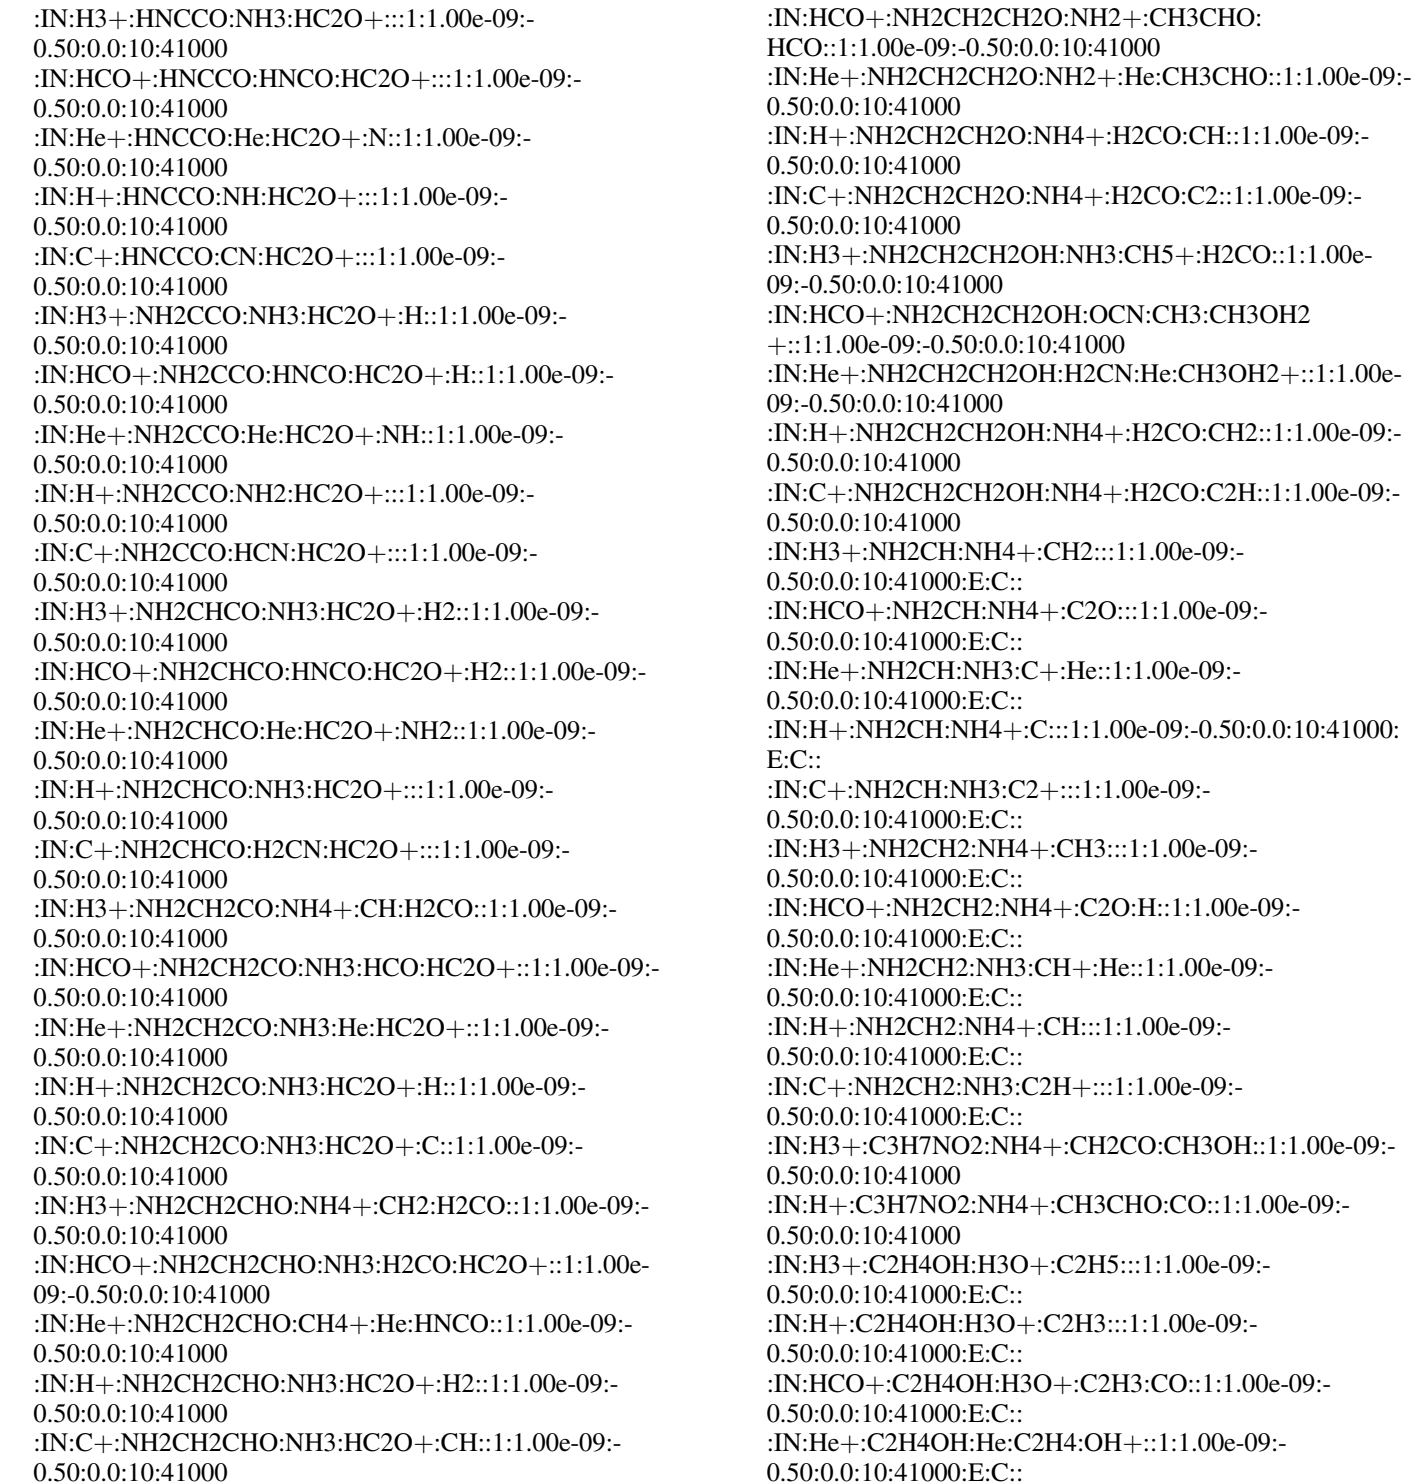 :IN:H3+:HNCCO:NH3:HC2O+:::1:1.00e-09:-
0.50:0.0:10:41000
:IN:HCO+:HNCCO:HNCO:HC2O+:::1:1.00e-09:-
0.50:0.0:10:41000
:IN:He+:HNCCO:He:HC2O+:N::1:1.00e-09:-
0.50:0.0:10:41000
:IN:H+:HNCCO:NH:HC2O+:::1:1.00e-09:-
0.50:0.0:10:41000
:IN:C+:HNCCO:CN:HC2O+:::1:1.00e-09:-
0.50:0.0:10:41000
:IN:H3+:NH2CCO:NH3:HC2O+:H::1:1.00e-09:-
0.50:0.0:10:41000
:IN:HCO+:NH2CCO:HNCO:HC2O+:H::1:1.00e-09:-
0.50:0.0:10:41000
:IN:He+:NH2CCO:He:HC2O+:NH::1:1.00e-09:-
0.50:0.0:10:41000
:IN:H+:NH2CCO:NH2:HC2O+:::1:1.00e-09:-
0.50:0.0:10:41000
:IN:C+:NH2CCO:HCN:HC2O+:::1:1.00e-09:-
0.50:0.0:10:41000
:IN:H3+:NH2CHCO:NH3:HC2O+:H2::1:1.00e-09:-
0.50:0.0:10:41000
:IN:HCO+:NH2CHCO:HNCO:HC2O+:H2::1:1.00e-09:-
0.50:0.0:10:41000
:IN:He+:NH2CHCO:He:HC2O+:NH2::1:1.00e-09:-
0.50:0.0:10:41000
:IN:H+:NH2CHCO:NH3:HC2O+:::1:1.00e-09:-
0.50:0.0:10:41000
:IN:C+:NH2CHCO:H2CN:HC2O+:::1:1.00e-09:-
0.50:0.0:10:41000
:IN:H3+:NH2CH2CO:NH4+:CH:H2CO::1:1.00e-09:-
0.50:0.0:10:41000
:IN:HCO+:NH2CH2CO:NH3:HCO:HC2O+::1:1.00e-09:-
0.50:0.0:10:41000
:IN:He+:NH2CH2CO:NH3:He:HC2O+::1:1.00e-09:-
0.50:0.0:10:41000
:IN:H+:NH2CH2CO:NH3:HC2O+:H::1:1.00e-09:-
0.50:0.0:10:41000
:IN:C+:NH2CH2CO:NH3:HC2O+:C::1:1.00e-09:-
0.50:0.0:10:41000
:IN:H3+:NH2CH2CHO:NH4+:CH2:H2CO::1:1.00e-09:-
0.50:0.0:10:41000
:IN:HCO+:NH2CH2CHO:NH3:H2CO:HC2O+::1:1.00e-
09:-0.50:0.0:10:41000
:IN:He+:NH2CH2CHO:CH4+:He:HNCO::1:1.00e-09:-
0.50:0.0:10:41000
:IN:H+:NH2CH2CHO:NH3:HC2O+:H2::1:1.00e-09:-
0.50:0.0:10:41000
:IN:C+:NH2CH2CHO:NH3:HC2O+:CH::1:1.00e-09:-
0.50:0.0:10:41000
:IN:HCO+:NH2CH2CH2O:NH2+:CH3CHO:
HCO::1:1.00e-09:-0.50:0.0:10:41000
:IN:He+:NH2CH2CH2O:NH2+:He:CH3CHO::1:1.00e-09:-
0.50:0.0:10:41000
:IN:H+:NH2CH2CH2O:NH4+:H2CO:CH::1:1.00e-09:-
0.50:0.0:10:41000
:IN:C+:NH2CH2CH2O:NH4+:H2CO:C2::1:1.00e-09:-
0.50:0.0:10:41000
:IN:H3+:NH2CH2CH2OH:NH3:CH5+:H2CO::1:1.00e-
09:-0.50:0.0:10:41000
:IN:HCO+:NH2CH2CH2OH:OCN:CH3:CH3OH2
+::1:1.00e-09:-0.50:0.0:10:41000
:IN:He+:NH2CH2CH2OH:H2CN:He:CH3OH2+::1:1.00e-
09:-0.50:0.0:10:41000
:IN:H+:NH2CH2CH2OH:NH4+:H2CO:CH2::1:1.00e-09:-
0.50:0.0:10:41000
:IN:C+:NH2CH2CH2OH:NH4+:H2CO:C2H::1:1.00e-09:-
0.50:0.0:10:41000
:IN:H3+:NH2CH:NH4+:CH2:::1:1.00e-09:-
0.50:0.0:10:41000:E:C::
:IN:HCO+:NH2CH:NH4+:C2O:::1:1.00e-09:-
0.50:0.0:10:41000:E:C::
:IN:He+:NH2CH:NH3:C+:He::1:1.00e-09:-
0.50:0.0:10:41000:E:C::
:IN:H+:NH2CH:NH4+:C:::1:1.00e-09:-0.50:0.0:10:41000:
E:C::
:IN:C+:NH2CH:NH3:C2+:::1:1.00e-09:-
0.50:0.0:10:41000:E:C::
:IN:H3+:NH2CH2:NH4+:CH3:::1:1.00e-09:-
0.50:0.0:10:41000:E:C::
:IN:HCO+:NH2CH2:NH4+:C2O:H::1:1.00e-09:-
0.50:0.0:10:41000:E:C::
:IN:He+:NH2CH2:NH3:CH+:He::1:1.00e-09:-
0.50:0.0:10:41000:E:C::
:IN:H+:NH2CH2:NH4+:CH:::1:1.00e-09:-
0.50:0.0:10:41000:E:C::
:IN:C+:NH2CH2:NH3:C2H+:::1:1.00e-09:-
0.50:0.0:10:41000:E:C::
:IN:H3+:C3H7NO2:NH4+:CH2CO:CH3OH::1:1.00e-09:-
0.50:0.0:10:41000
:IN:H+:C3H7NO2:NH4+:CH3CHO:CO::1:1.00e-09:-
0.50:0.0:10:41000
:IN:H3+:C2H4OH:H3O+:C2H5:::1:1.00e-09:-
0.50:0.0:10:41000:E:C::
:IN:H+:C2H4OH:H3O+:C2H3:::1:1.00e-09:-
0.50:0.0:10:41000:E:C::
:IN:HCO+:C2H4OH:H3O+:C2H3:CO::1:1.00e-09:-
0.50:0.0:10:41000:E:C::
:IN:He+:C2H4OH:He:C2H4:OH+::1:1.00e-09:-
0.50:0.0:10:41000:E:C::